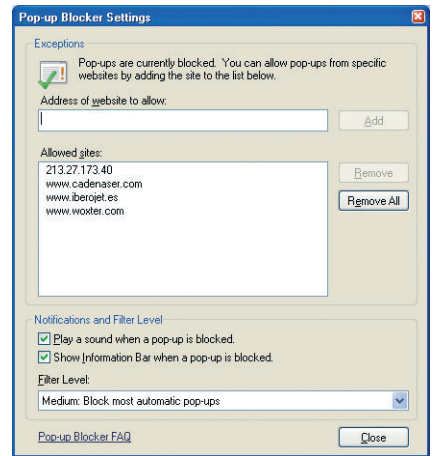 Pop-up Blocker Settings
Exceptions
Pop-ups are currently blocked. You can allow pop-ups from specific
websites by adding the site to the list below.
Address of website to allow:
Add
Allowed sites:
213.27.173.40
www.cadenaser.com
www.iberojet.es
www.woxter.com
Remove
Remove All
Notifications and Filter Level
Play a sound when a pop-up is blocked.
Show Information Bar when a pop-up is blocked.
Filter Level:
Medium: Block most automatic pop-ups
Pop-up Blocker FAQ
Close